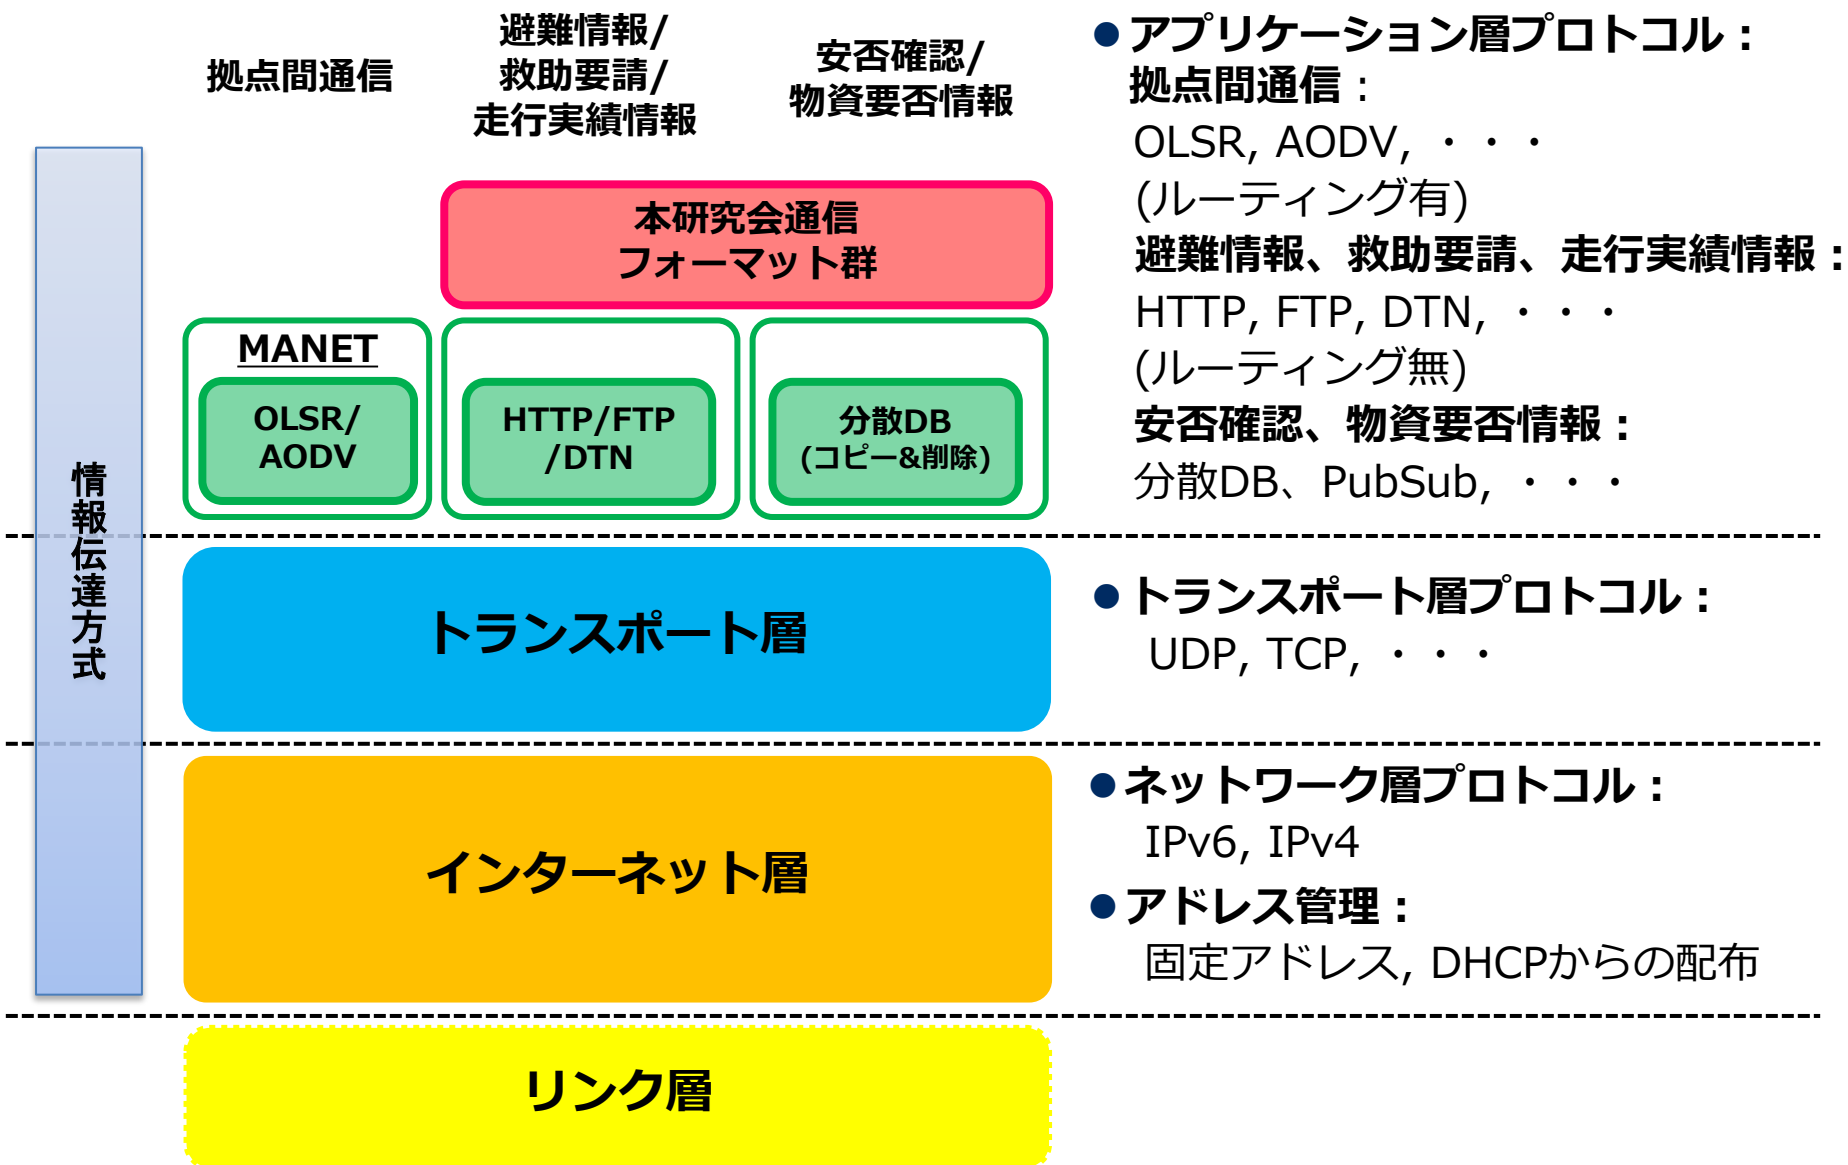 拠点間通信
避難情報/
救助要請/
走行実績情報
安否確認/
物資要否情報
本研究会通信
フォーマット群
MANET
OLSR/
AODV
HTTP/FTP
/DTN
分散DB
(コピー&削除)
情報伝達方式
トランスポート層
インターネット層
リンク層
●アプリケーション層プロトコル：
拠点間通信：
OLSR, AODV, ・・・
(ルーティング有)
避難情報、救助要請、走行実績情報：
HTTP, FTP, DTN, ・・・
(ルーティング無)
安否確認、物資要否情報：
分散DB、PubSub, ・・・
●トランスポート層プロトコル：
UDP, TCP, ・・・
●ネットワーク層プロトコル：
IPv6, IPv4
●アドレス管理：
固定アドレス, DHCPからの配布